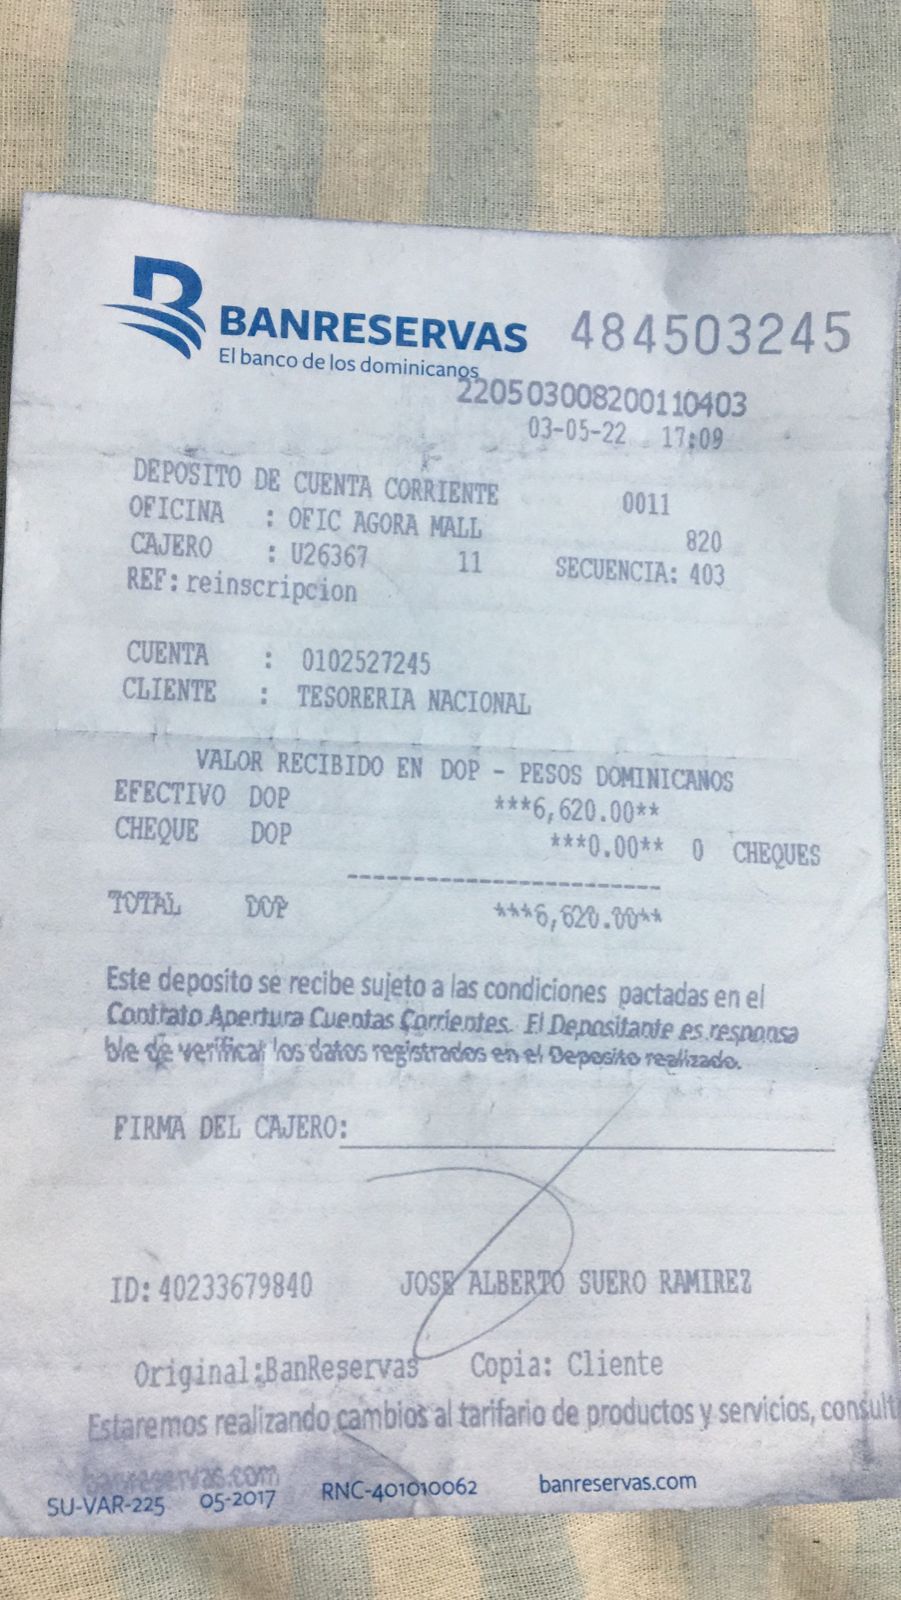 BANRESERVAS 484503245
El banco de los dominicanos
220503008200110403
03-05-22 17:09
DEPOSITO DE CUENTA CORRIENTE 0011
OFICINA : OFIC AGORA MALL 820
CAJERO : U26367 11 SECUENCIA: 403
REF: reinscripcion
CUENTA : 0102527245
CLIENTE : TESORERIA NACIONAL
VALOR RECIBIDO EN DOP - PESOS DOMINICANOS
EFECTIVO DOP ***6,620.00**
CHEQUE DOP ***0.00** 0 CHEQUES
------------------------
TOTAL DOP ***6,620.00**
Este deposito se recibe sujeto a las condiciones pactadas en el
Contrato Apertura Cuentas Corrientes. El Depositante es responsa
ble de verificar los datos registrados en el Deposito realizado.
FIRMA DEL CAJERO:
ID: 40233679840 JOSE ALBERTO SUERO RAMIREZ
Original:BanReservas Copia: Cliente
Estaremos realizando cambios al tarifario de productos y servicios, consult
banreservas.com
SU-VAR-225 05-2017 RNC-401010062 banreservas.com